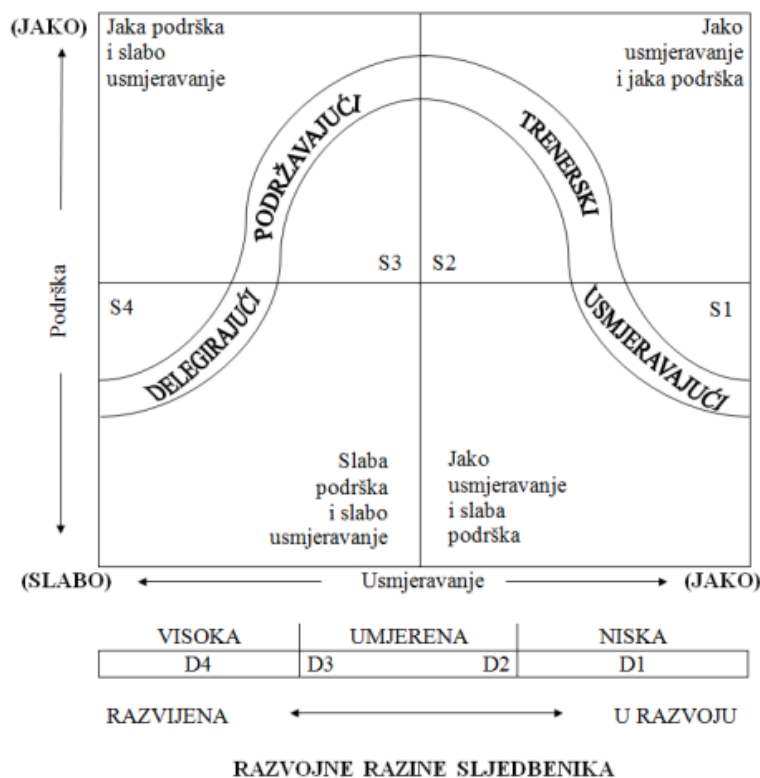 (JAKO)
Jaka podrška
i slabo
usmjeravanje
Jako
usmjeravanje
i jaka podrška
PODRŽAVAJUĆI
TRENERSKI
S3
S2
Podrška
S4
S1
DELEGIRAJUĆI
USMJERAVAJUĆI
Slaba
podrška
i slabo
usmjeravanje
Jako
usmjeravanje
i slaba
podrška
(SLABO)
Usmjeravanje
(JAKO)
VISOKA
UMJERENA
NISKA
D4
D3
D2
D1
RAZVIJENA
U RAZVOJU
RAZVOJNE RAZINE SLJEDBENIKA